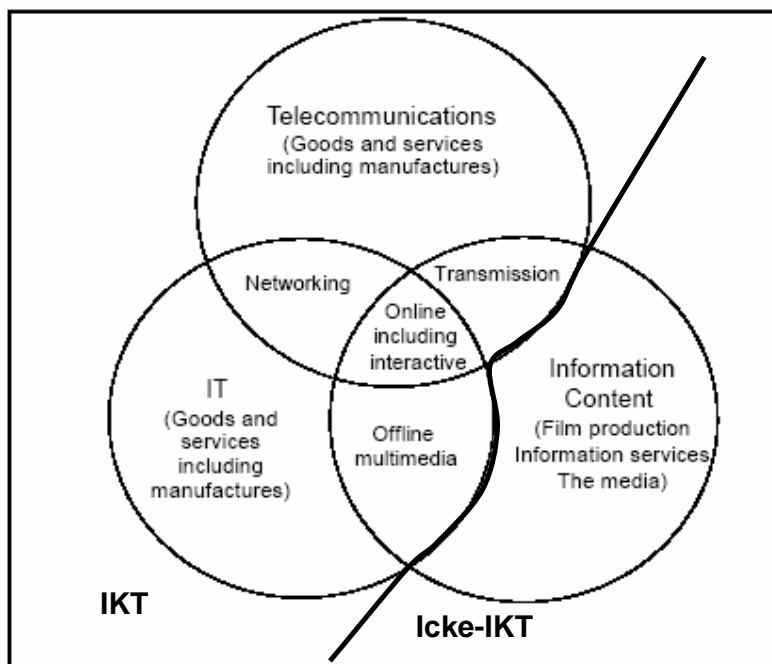 Telecommunications
(Goods and services
including manufactures)
Networking
Transmission
Online
including
interactive
IT
(Goods and
services
including
manufactures)
Offline
multimedia
Information
Content
(Film production
Information services
The media)
IKT
Icke-IKT